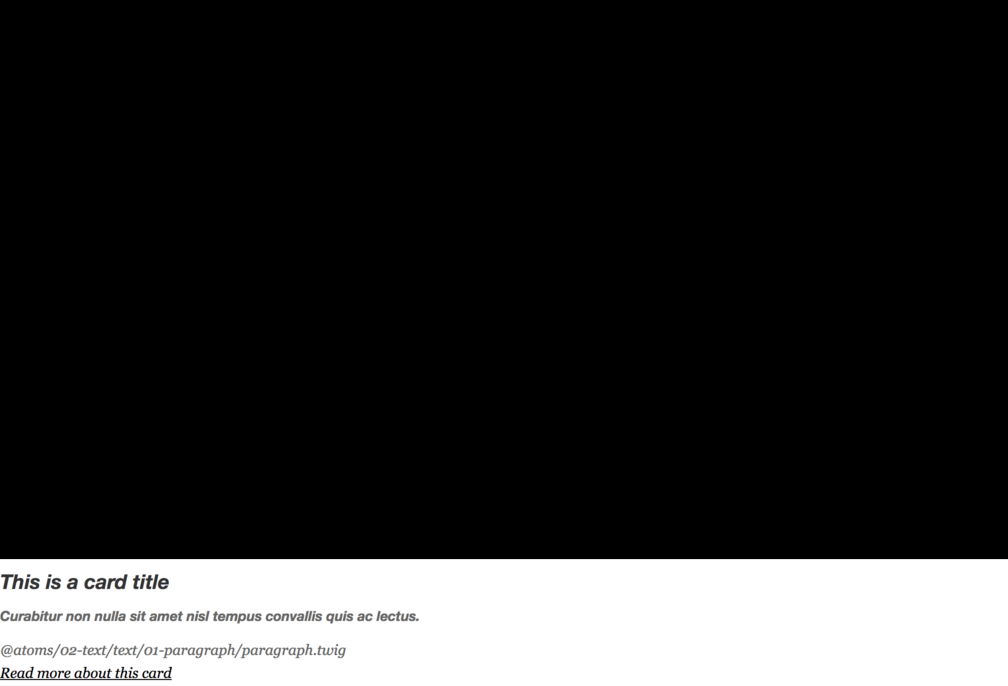 This is a card title
Curabitur non nulla sit amet nisl tempus convallis quis ac lectus.
@atoms/02-text/text/01-paragraph/paragraph.twig
Read more about this card